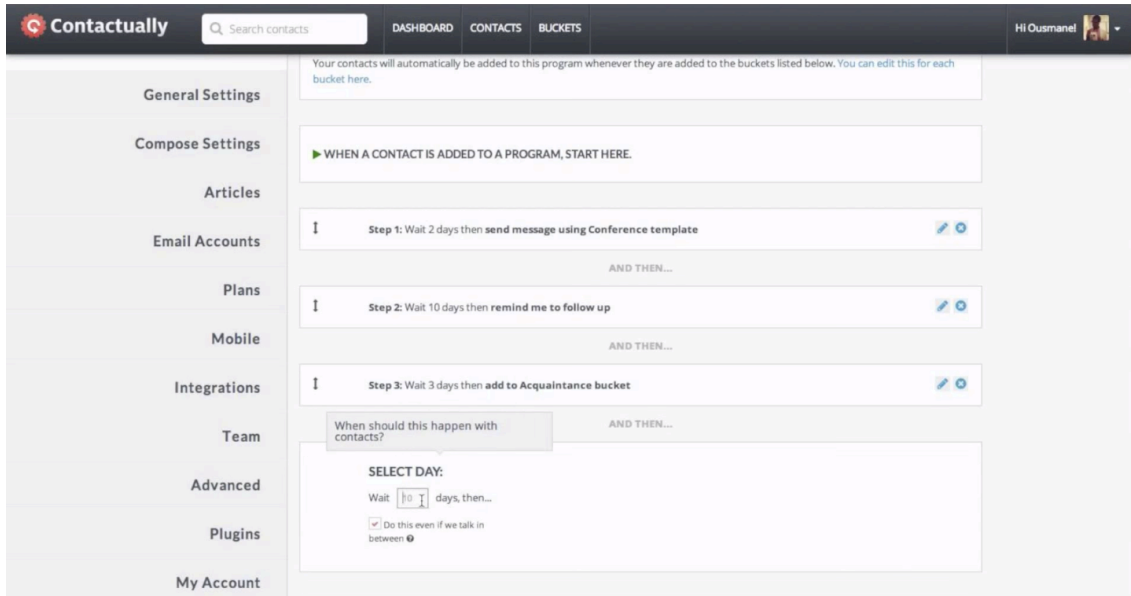 Contactually
Search contacts
DASHBOARD CONTACTS BUCKETS
Hi Ousmane!
General Settings
Compose Settings
Articles
Email Accounts
Plans
Mobile
Integrations
Team
Advanced
Plugins
My Account
Your contacts will automatically be added to this program whenever they are added to the buckets listed below. You can edit this for each
bucket here.
WHEN A CONTACT IS ADDED TO A PROGRAM, START HERE.
Step 1: Wait 2 days then send message using Conference template
AND THEN...
Step 2: Wait 10 days then remind me to follow up
AND THEN...
Step 3: Wait 3 days then add to Acquaintance bucket
AND THEN...
When should this happen with
contacts?
SELECT DAY:
Wait 10 days, then...
Do this even if we talk in
between